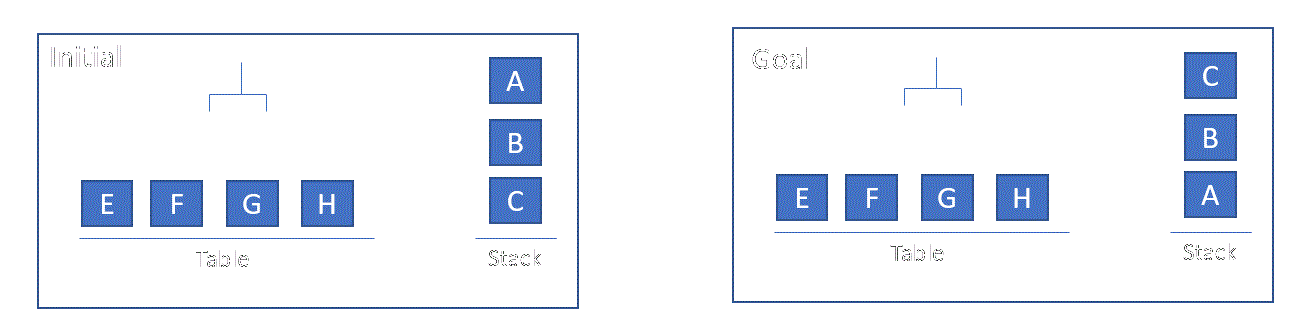 Initial
A
B
E F G H
C
Table
Stack
Goal
C
B
E F G H
A
Table
Stack